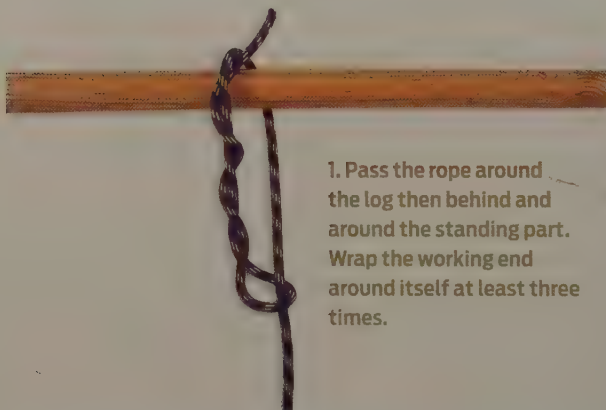 1. Pass the rope around
the log then behind and
around the standing part.
Wrap the working end
around itself at least three
times.